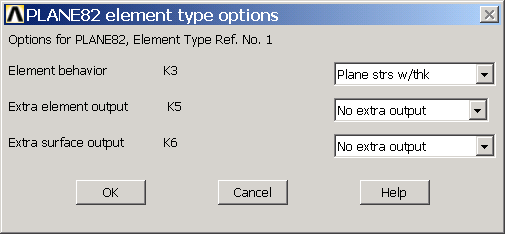 PLANE82 element type options
Options for PLANE82, Element Type Ref. No. 1
Element behavior K3 Plane strs w/thk
Extra element output K5 No extra output
Extra surface output K6 No extra output
OK Cancel Help